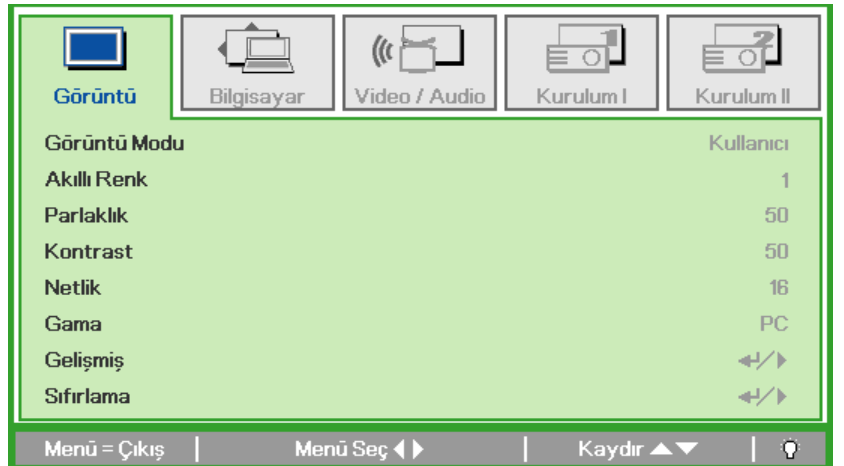 Görüntü Bilgisayar Video / Audio Kurulum I Kurulum II
Görüntü Modu Kullanıcı
Akıllı Renk 1
Parlaklık 50
Kontrast 50
Netlik 16
Gama PC
Gelişmiş ↵/▶
Sıfırlama ↵/▶
Menü = Çıkış | Menü Seç ◀ ▶ | Kaydır ▲▼ |